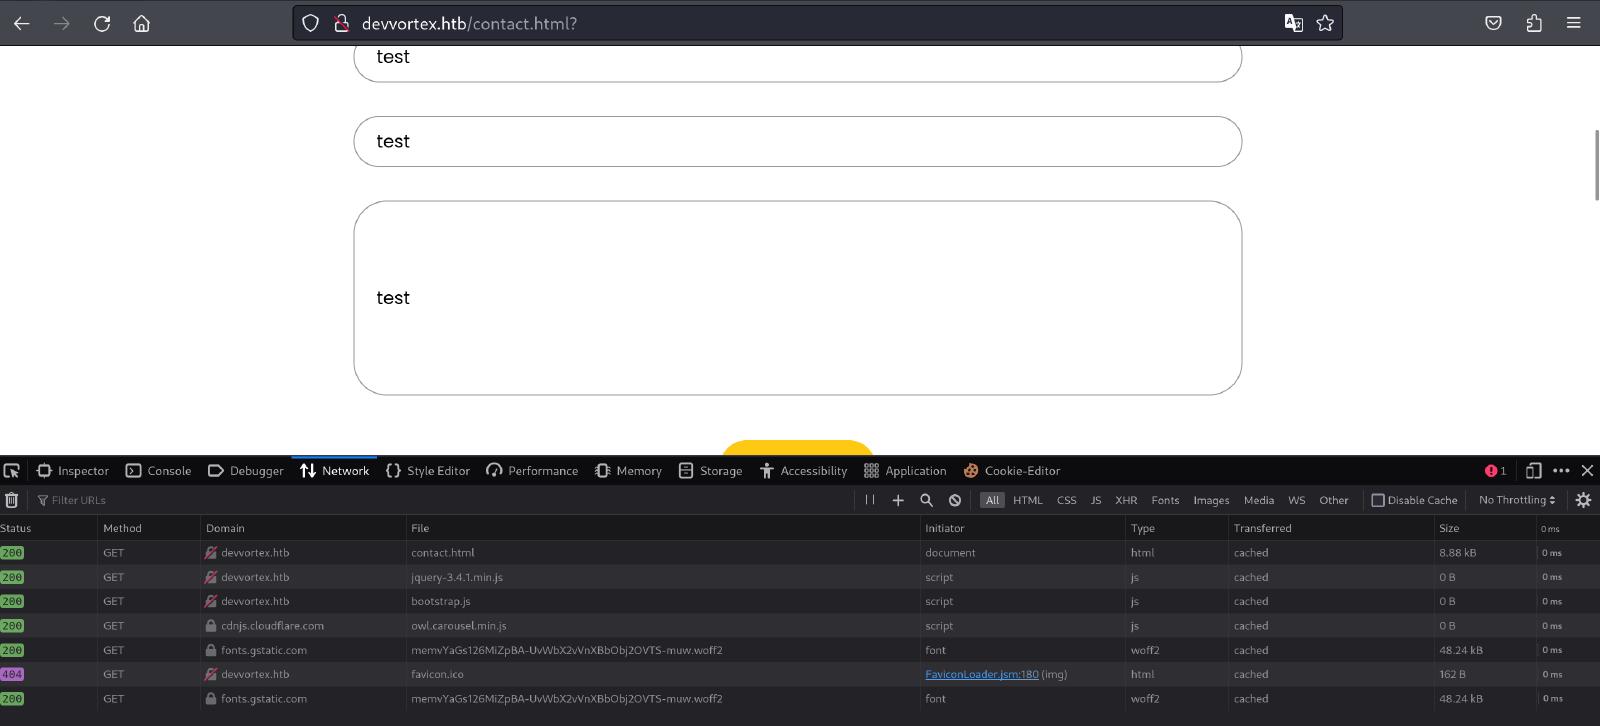 devvortex.htb/contact.html?
test
test
test
Inspector Console Debugger Network Style Editor Performance Memory Storage Accessibility Application Cookie-Editor 1
Filter URLs All HTML CSS JS XHR Fonts Images Media WS Other Disable Cache No Throttling
Status Method Domain File Initiator Type Transferred Size 0 ms
200 GET devvortex.htb contact.html document html cached 8.88 kB 0 ms
200 GET devvortex.htb jquery-3.4.1.min.js script js cached 0 B 0 ms
200 GET devvortex.htb bootstrap.js script js cached 0 B 0 ms
200 GET cdnjs.cloudflare.com owl.carousel.min.js script js cached 0 B 0 ms
200 GET fonts.gstatic.com memvYaGs126MiZpBA-UvWbX2vVnXBbObj2OVTS-muw.woff2 font woff2 cached 48.24 kB 0 ms
404 GET devvortex.htb favicon.ico FaviconLoader.jsm:180 (img) html cached 162 B 0 ms
200 GET fonts.gstatic.com memvYaGs126MiZpBA-UvWbX2vVnXBbObj2OVTS-muw.woff2 font woff2 cached 48.24 kB 0 ms